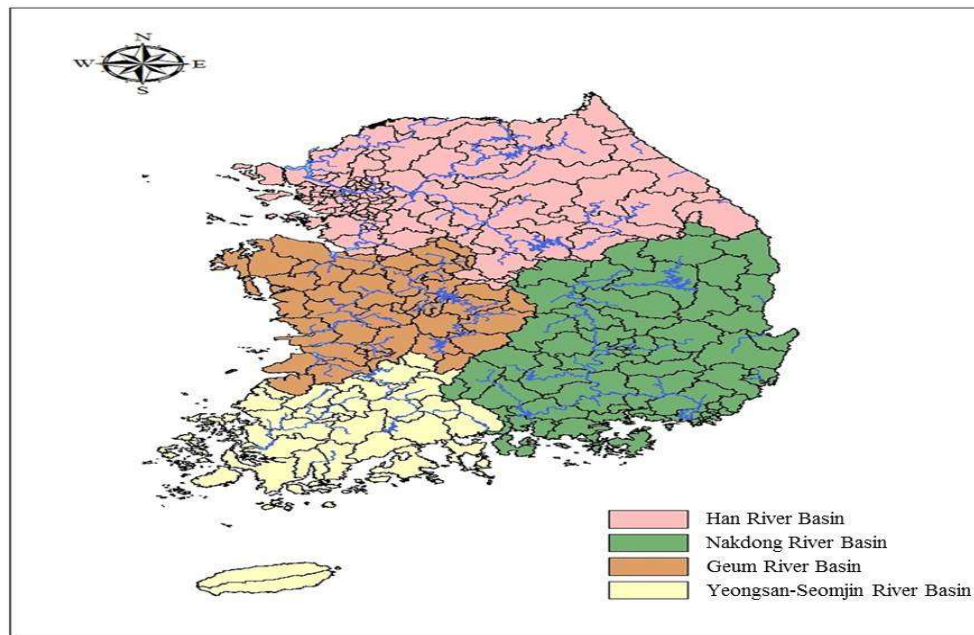 N
W E
S
Han River Basin
Nakdong River Basin
Geum River Basin
Yeongsan-Seomjin River Basin